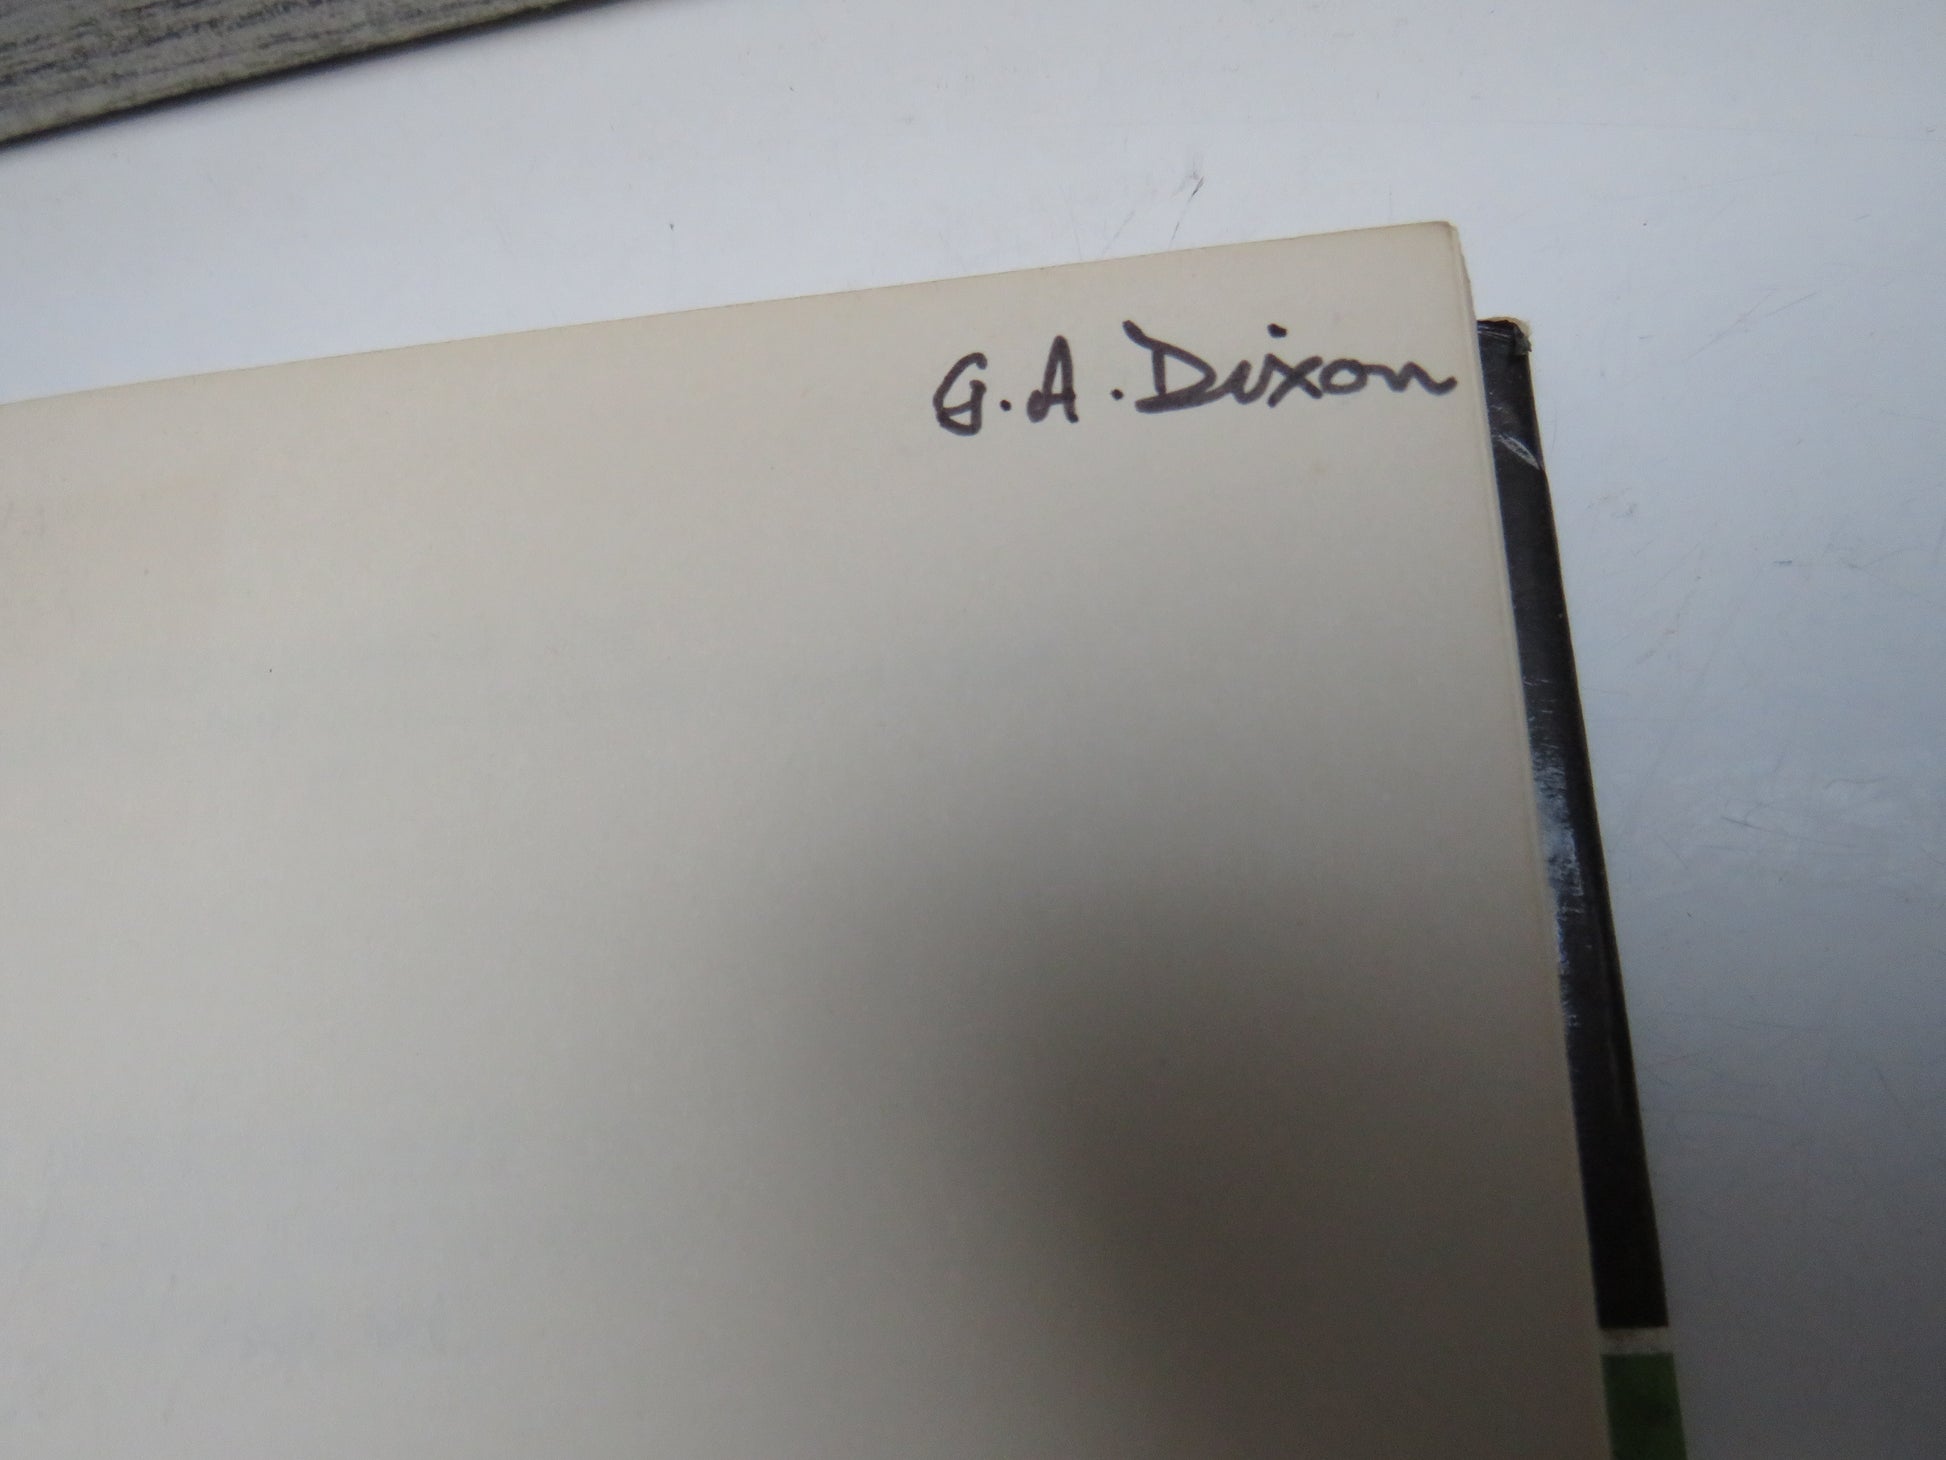 G. A. Dixon